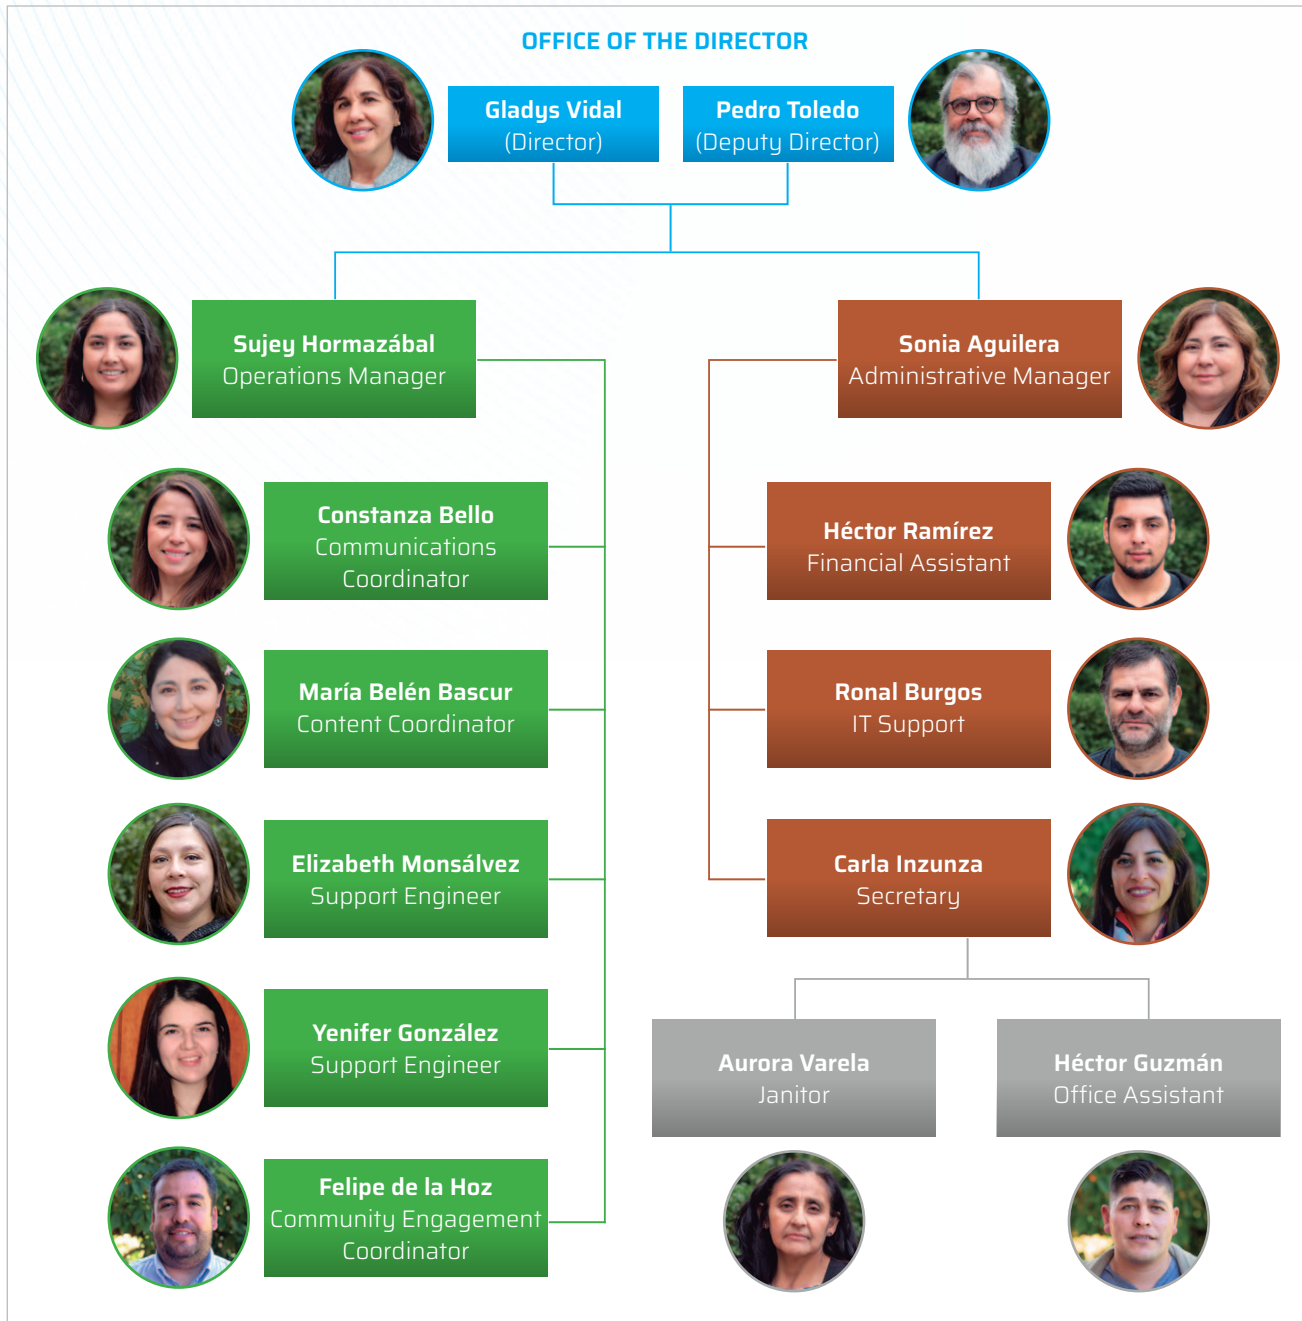 OFFICE OF THE DIRECTOR
Gladys Vidal
(Director)
Pedro Toledo
(Deputy Director)
Sujey Hormazábal
Operations Manager
Sonia Aguilera
Administrative Manager
Constanza Bello
Communications
Coordinator
Héctor Ramírez
Financial Assistant
María Belén Bascur
Content Coordinator
Ronal Burgos
IT Support
Elizabeth Monsálvez
Support Engineer
Carla Inzunza
Secretary
Yenifer González
Support Engineer
Aurora Varela
Janitor
Héctor Guzmán
Office Assistant
Felipe de la Hoz
Community Engagement
Coordinator